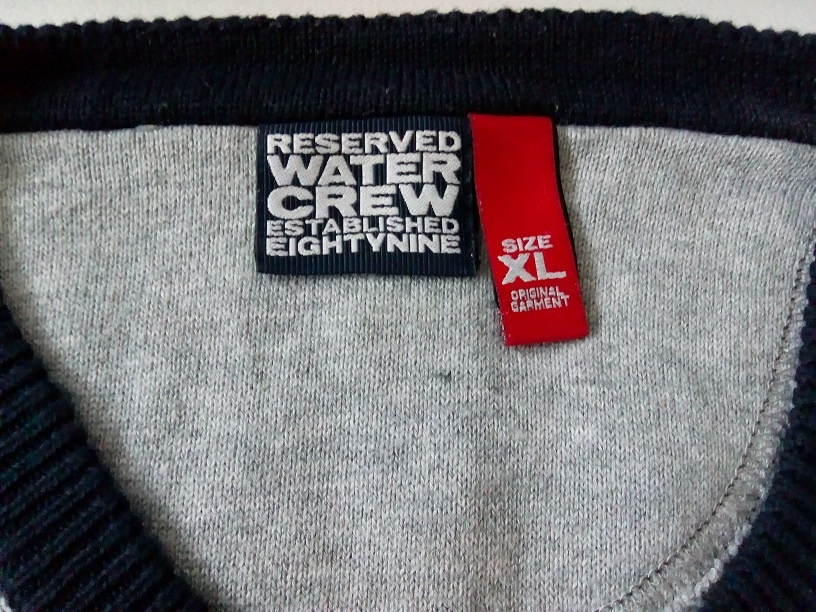 RESERVED
WATER
CREW
ESTABLISHED
EIGHTYNINE
SIZE
XL
ORIGINAL
GARMENT